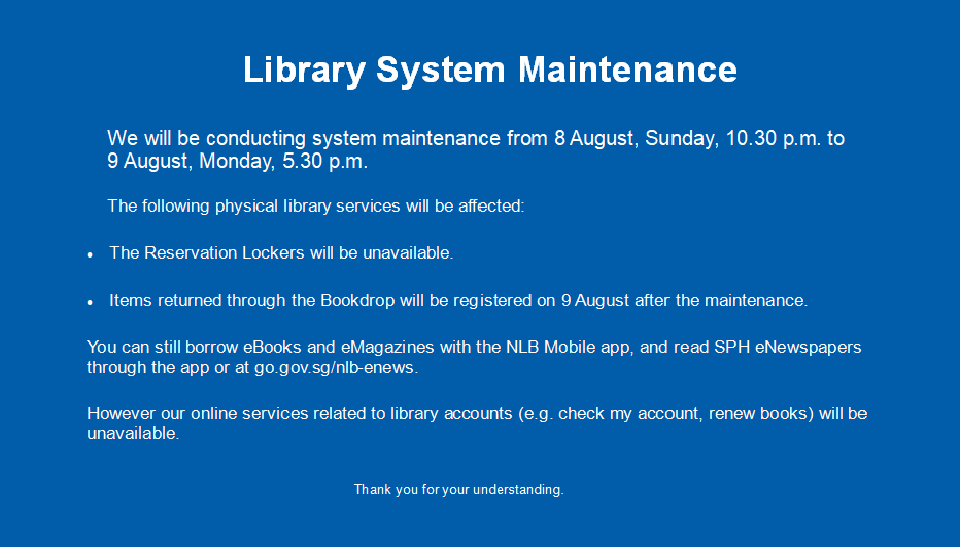 Library System Maintenance
We will be conducting system maintenance from 8 August, Sunday, 10.30 p.m. to
9 August, Monday, 5.30 p.m.
The following physical library services will be affected:
• The Reservation Lockers will be unavailable.
• Items returned through the Bookdrop will be registered on 9 August after the maintenance.
You can still borrow eBooks and eMagazines with the NLB Mobile app, and read SPH eNewspapers
through the app or at go.gov.sg/nlb-enews.
However our online services related to library accounts (e.g. check my account, renew books) will be
unavailable.
Thank you for your understanding.